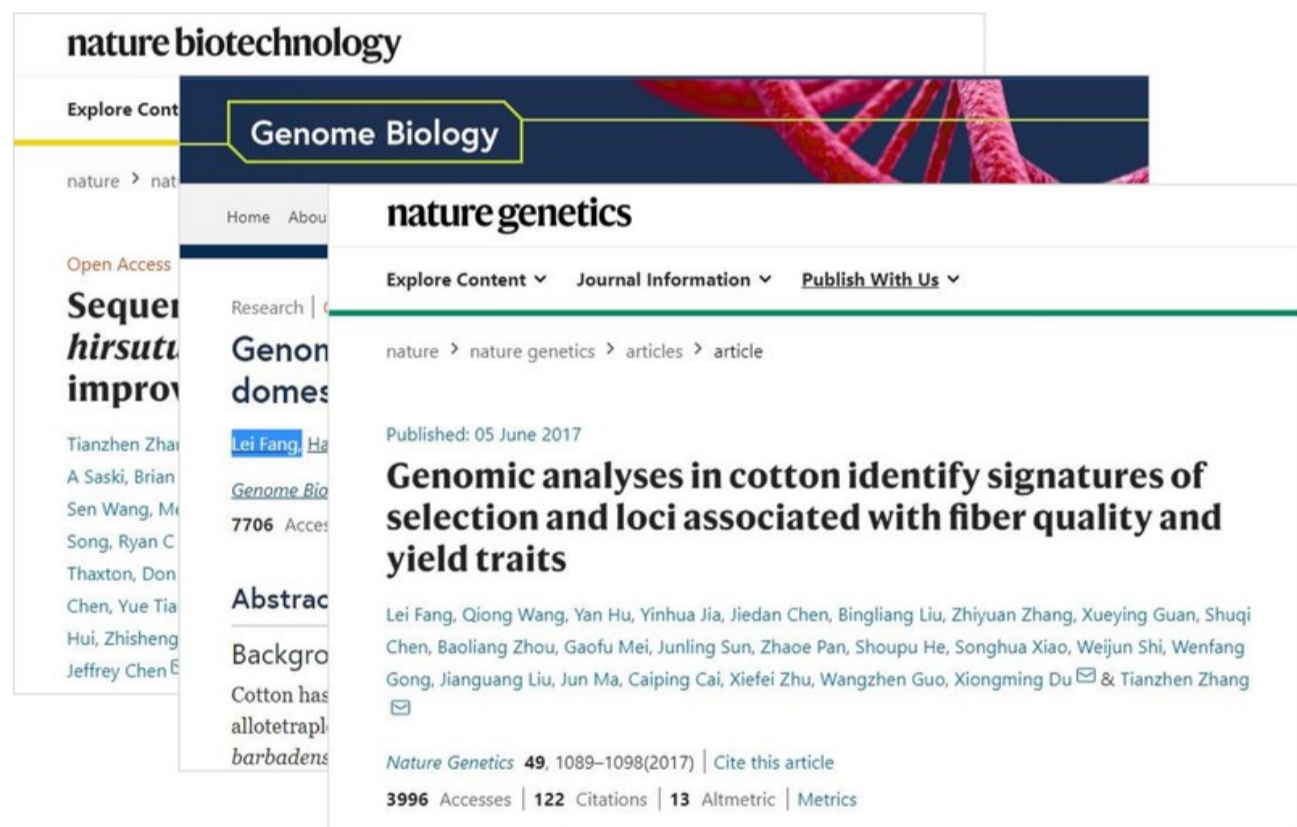 nature biotechnology
Explore Cont
nature > nat
Open Access
Sequen
hirsutu
improv
Tianzhen Zha
A Saski, Brian
Sen Wang, Me
Song, Ryan C
Thaxton, Don
Chen, Yue Tia
Hui, Zhisheng
Jeffrey Chen
Genome Biology
Home Abou
Research |
Genom
domes
Lei Fang, Ha
Genome Bio
7706 Acces
Abstrac
Backgro
Cotton has
allotetrapl
barbadens
nature genetics
Explore Content Journal Information Publish With Us
nature > nature genetics > articles > article
Published: 05 June 2017
Genomic analyses in cotton identify signatures of
selection and loci associated with fiber quality and
yield traits
Lei Fang, Qiong Wang, Yan Hu, Yinhua Jia, Jiedan Chen, Bingliang Liu, Zhiyuan Zhang, Xueying Guan, Shuqi
Chen, Baoliang Zhou, Gaofu Mei, Junling Sun, Zhaoe Pan, Shoupu He, Songhua Xiao, Weijun Shi, Wenfang
Gong, Jianguang Liu, Jun Ma, Caiping Cai, Xiefei Zhu, Wangzhen Guo, Xiongming Du & Tianzhen Zhang
Nature Genetics 49, 1089–1098(2017) | Cite this article
3996 Accesses | 122 Citations | 13 Altmetric | Metrics